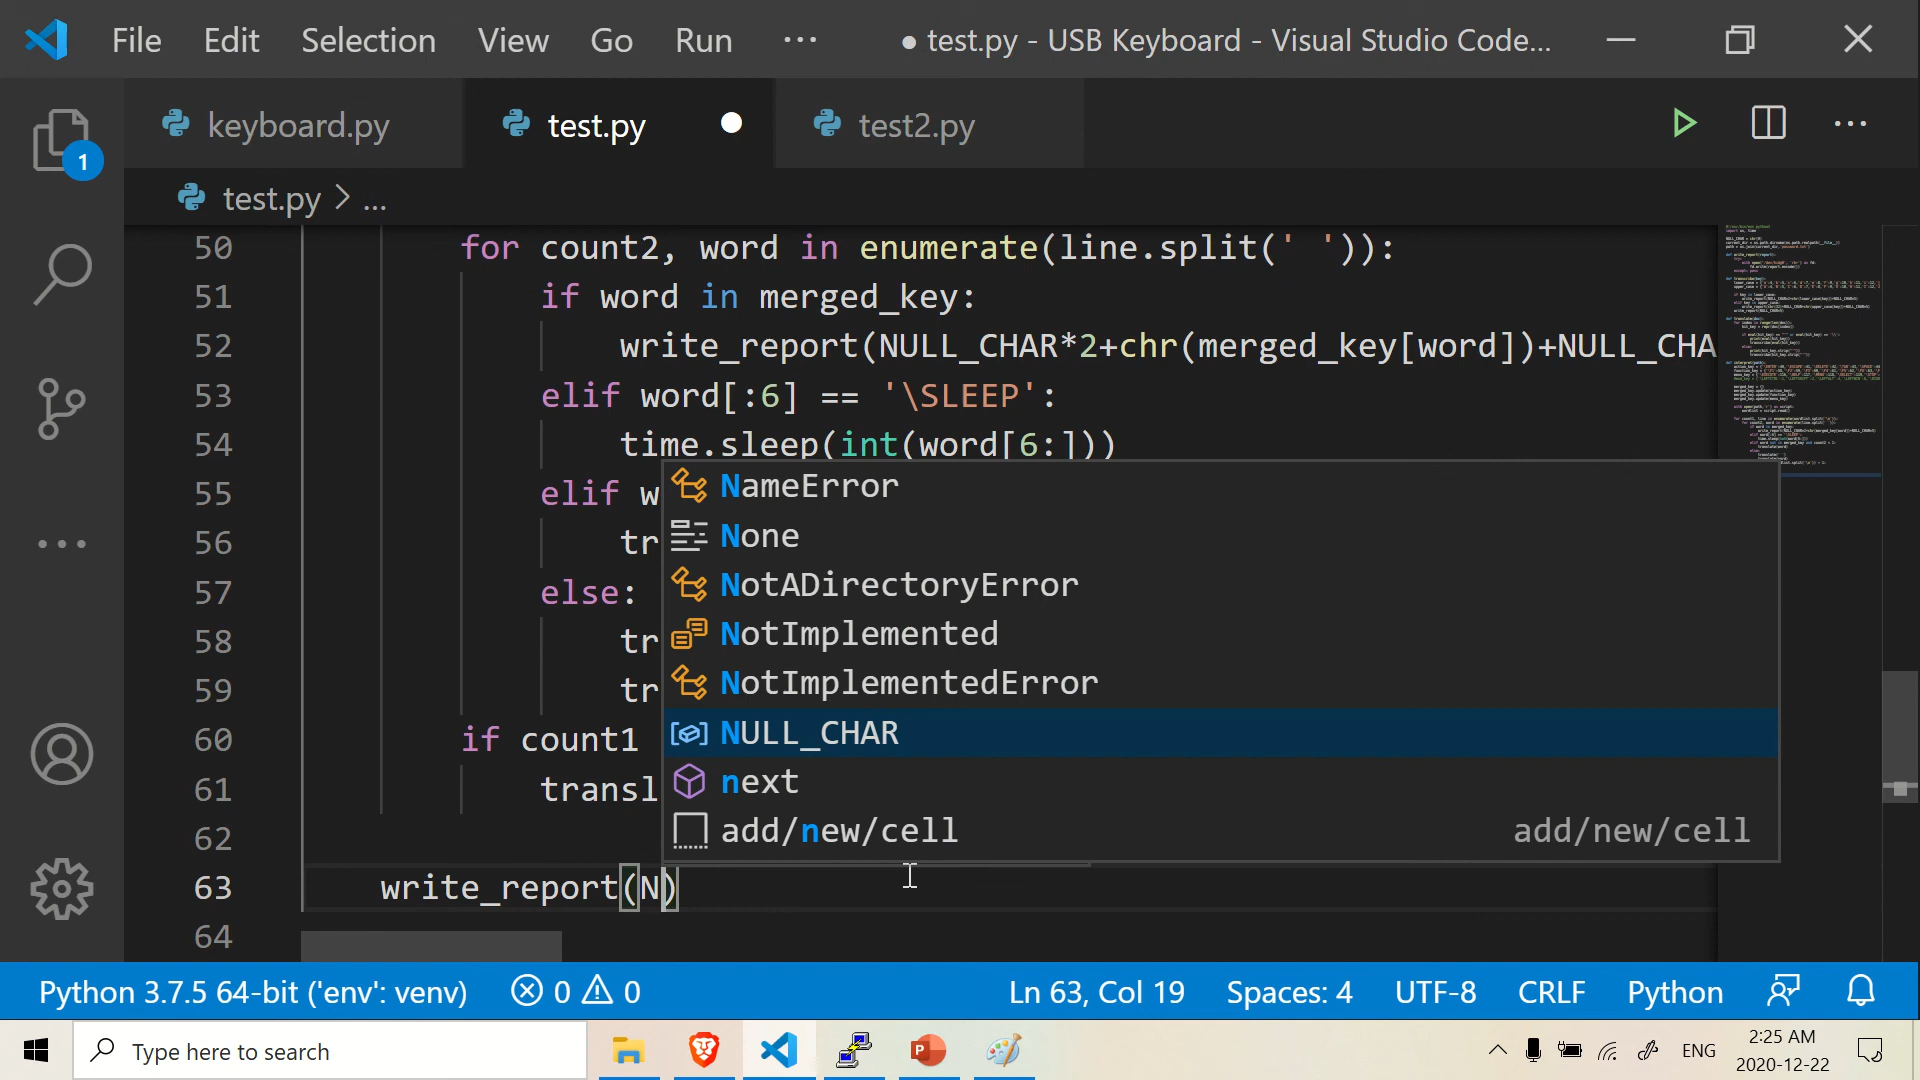 File Edit Selection View Go Run ··· ● test.py - USB Keyboard - Visual Studio Code...
keyboard.py test.py test2.py
1
test.py > ...
50 for count2, word in enumerate(line.split(' ')):
51 if word in merged_key:
52 write_report(NULL_CHAR*2+chr(merged_key[word])+NULL_CHA
53 elif word[:6] == '\SLEEP':
54 time.sleep(int(word[6:]))
55 elif w
NameError
None
56 tr
NotADirectoryError
57 else:
NotImplemented
58 tr
NotImplementedError
59 tr
60 if count1
NULL_CHAR
61 transl
next
62
add/new/cell add/new/cell
63 write_report(N)
64
Python 3.7.5 64-bit ('env': venv) 0 0 Ln 63, Col 19 Spaces: 4 UTF-8 CRLF Python
Type here to search ENG 2:25 AM
2020-12-22